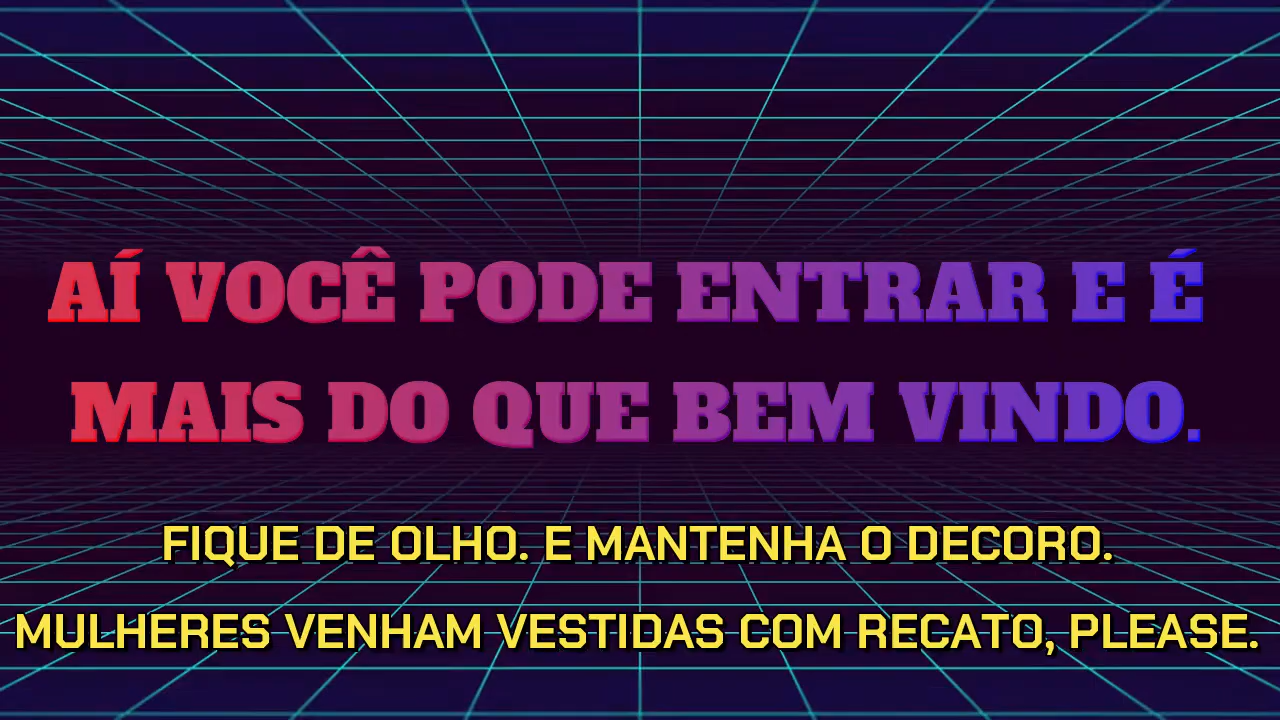 AÍ VOCÊ PODE ENTRAR E É
MAIS DO QUE BEM VINDO.
FIQUE DE OLHO. E MANTENHA O DECORO.
MULHERES VENHAM VESTIDAS COM RECATO, PLEASE.